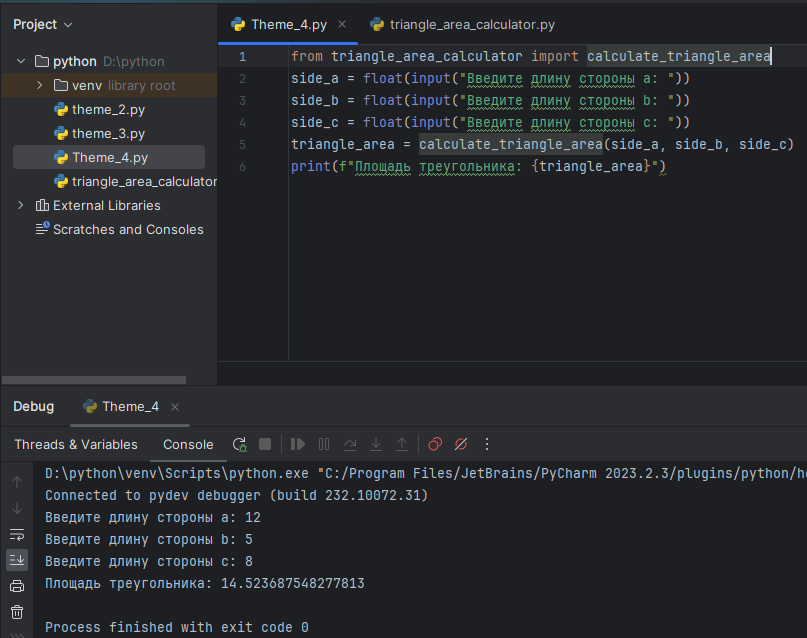 Project
Theme_4.py
triangle_area_calculator.py
python D:\python
venv library root
theme_2.py
theme_3.py
Theme_4.py
triangle_area_calculator
External Libraries
Scratches and Consoles
1 from triangle_area_calculator import calculate_triangle_area
2 side_a = float(input("Введите длину стороны a: "))
3 side_b = float(input("Введите длину стороны b: "))
4 side_c = float(input("Введите длину стороны c: "))
5 triangle_area = calculate_triangle_area(side_a, side_b, side_c)
6 print(f"Площадь треугольника: {triangle_area}")
Debug
Theme_4
Threads & Variables
Console
D:\python\venv\Scripts\python.exe "C:/Program Files/JetBrains/PyCharm 2023.2.3/plugins/python/he
Connected to pydev debugger (build 232.10072.31)
Введите длину стороны a: 12
Введите длину стороны b: 5
Введите длину стороны c: 8
Площадь треугольника: 14.523687548277813
Process finished with exit code 0